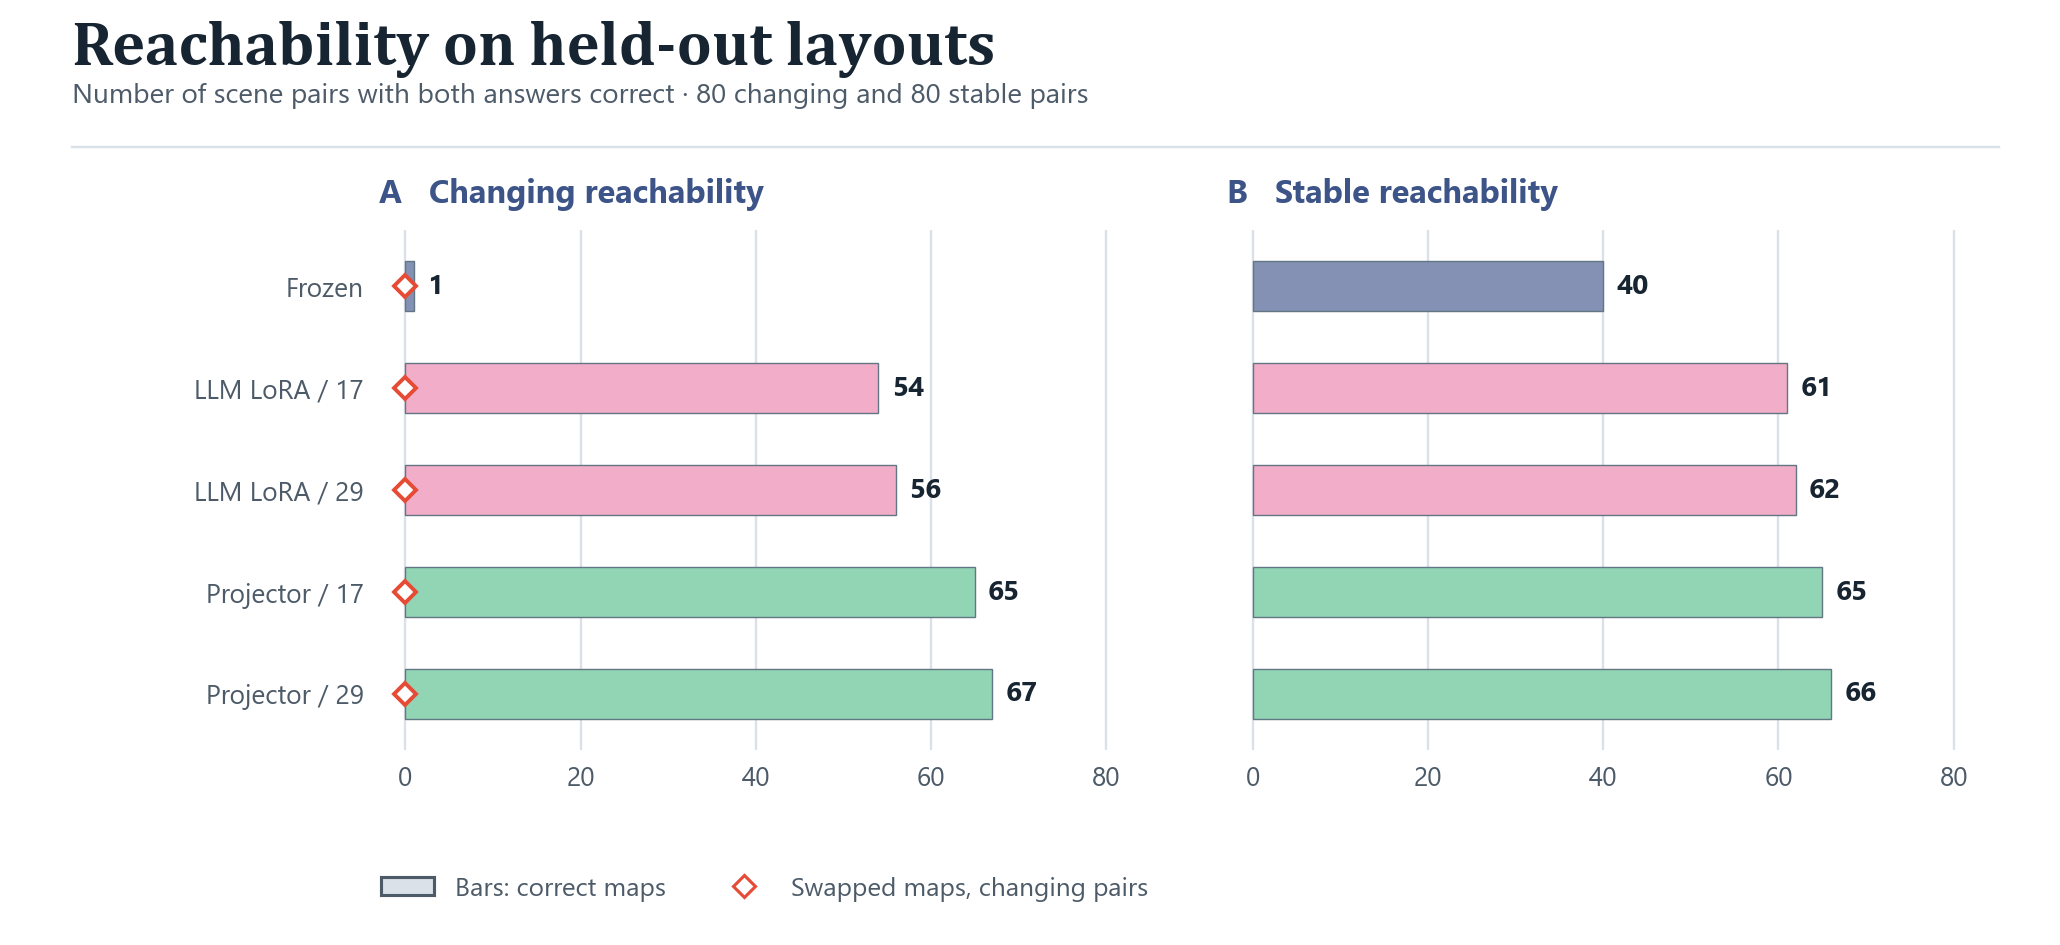 Reachability on held-out layouts
Number of scene pairs with both answers correct · 80 changing and 80 stable pairs
A Changing reachability
Frozen 1
LLM LoRA / 17 54
LLM LoRA / 29 56
Projector / 17 65
Projector / 29 67
0 20 40 60 80
B Stable reachability
40
61
62
65
66
0 20 40 60 80
Bars: correct maps
Swapped maps, changing pairs